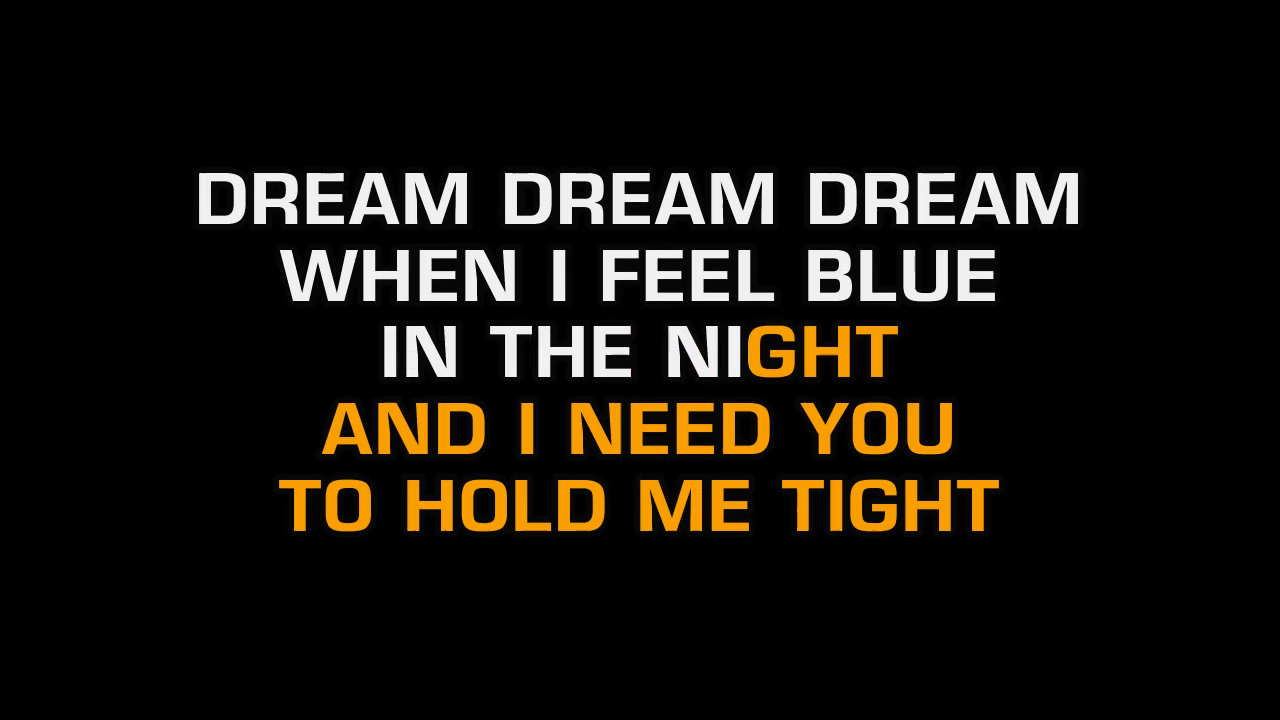 DREAM DREAM DREAM
WHEN I FEEL BLUE
IN THE NIGHT
AND I NEED YOU
TO HOLD ME TIGHT